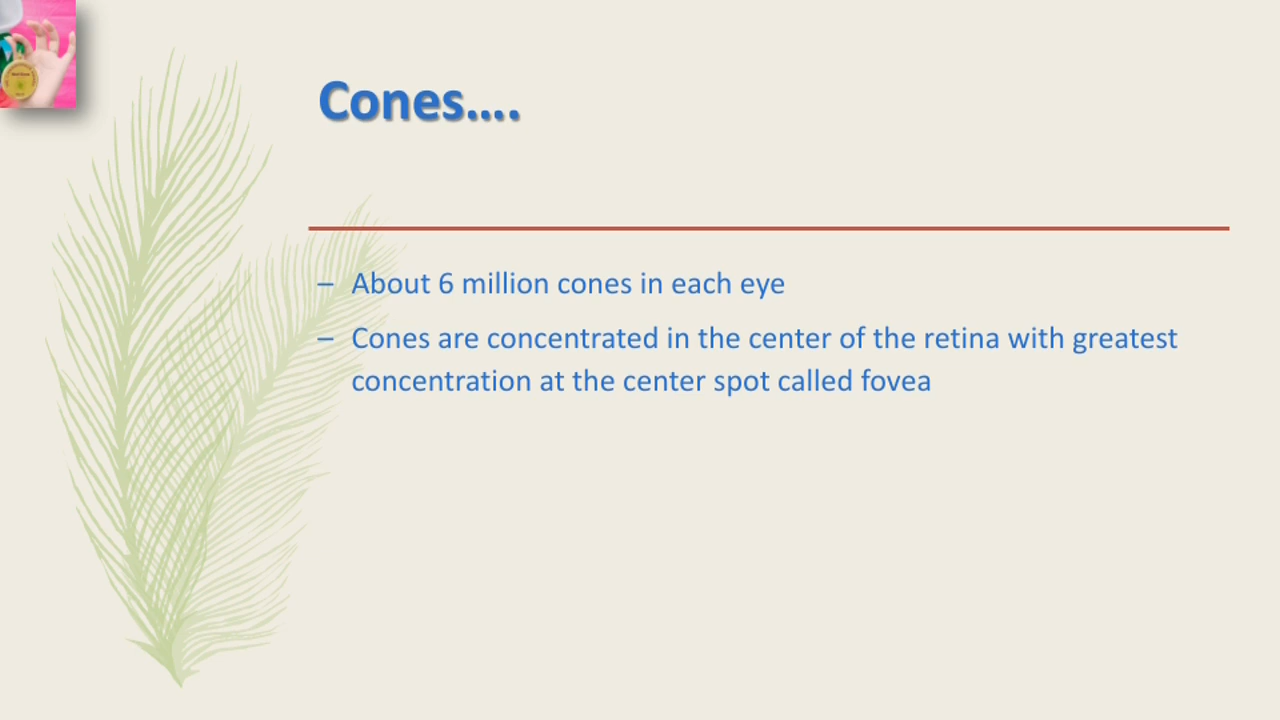 Cones….
– About 6 million cones in each eye
– Cones are concentrated in the center of the retina with greatest
concentration at the center spot called fovea